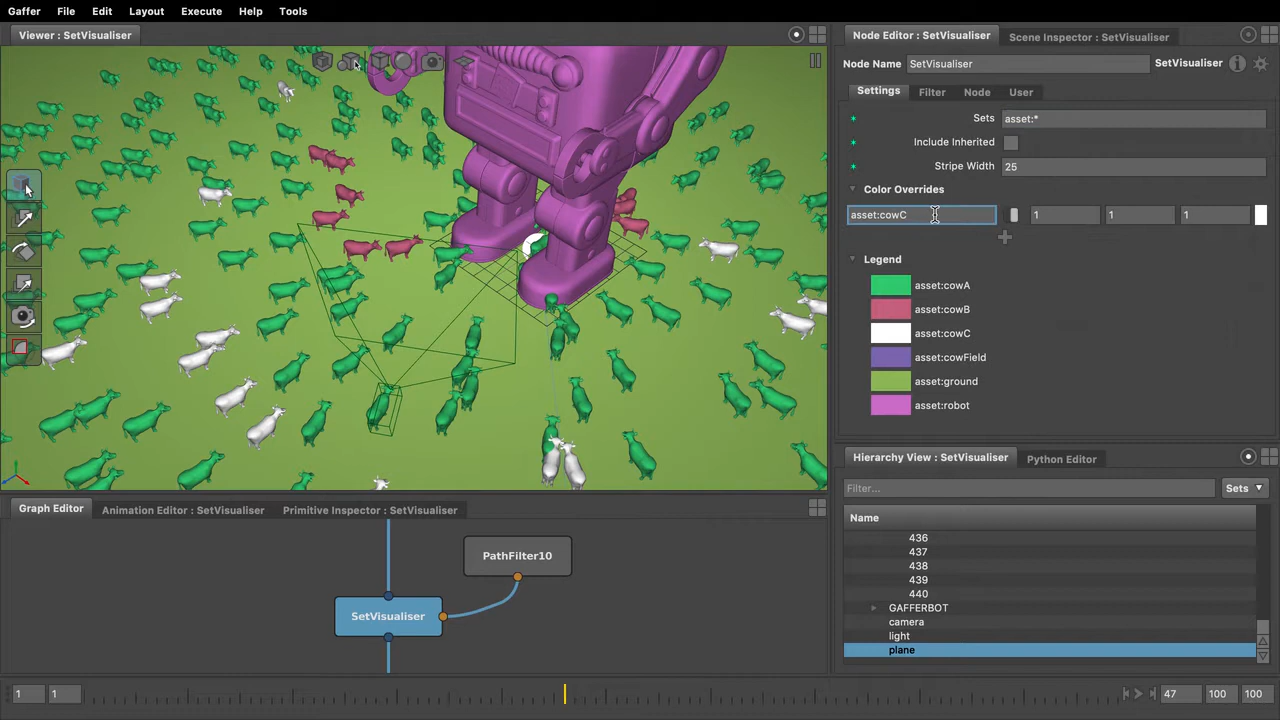 Gaffer File Edit Layout Execute Help Tools
Viewer : SetVisualiser
Node Editor : SetVisualiser Scene Inspector : SetVisualiser
Node Name SetVisualiser SetVisualiser
Settings Filter Node User
Sets asset:*
Include Inherited
Stripe Width 25
Color Overrides
asset:cowC 1 1 1
Legend
asset:cowA
asset:cowB
asset:cowC
asset:cowField
asset:ground
asset:robot
Hierarchy View : SetVisualiser Python Editor
Filter... Sets
Name
436
437
438
439
440
GAFFERBOT
camera
light
plane
Graph Editor Animation Editor : SetVisualiser Primitive Inspector : SetVisualiser
PathFilter10
SetVisualiser
1 1 47 100 100